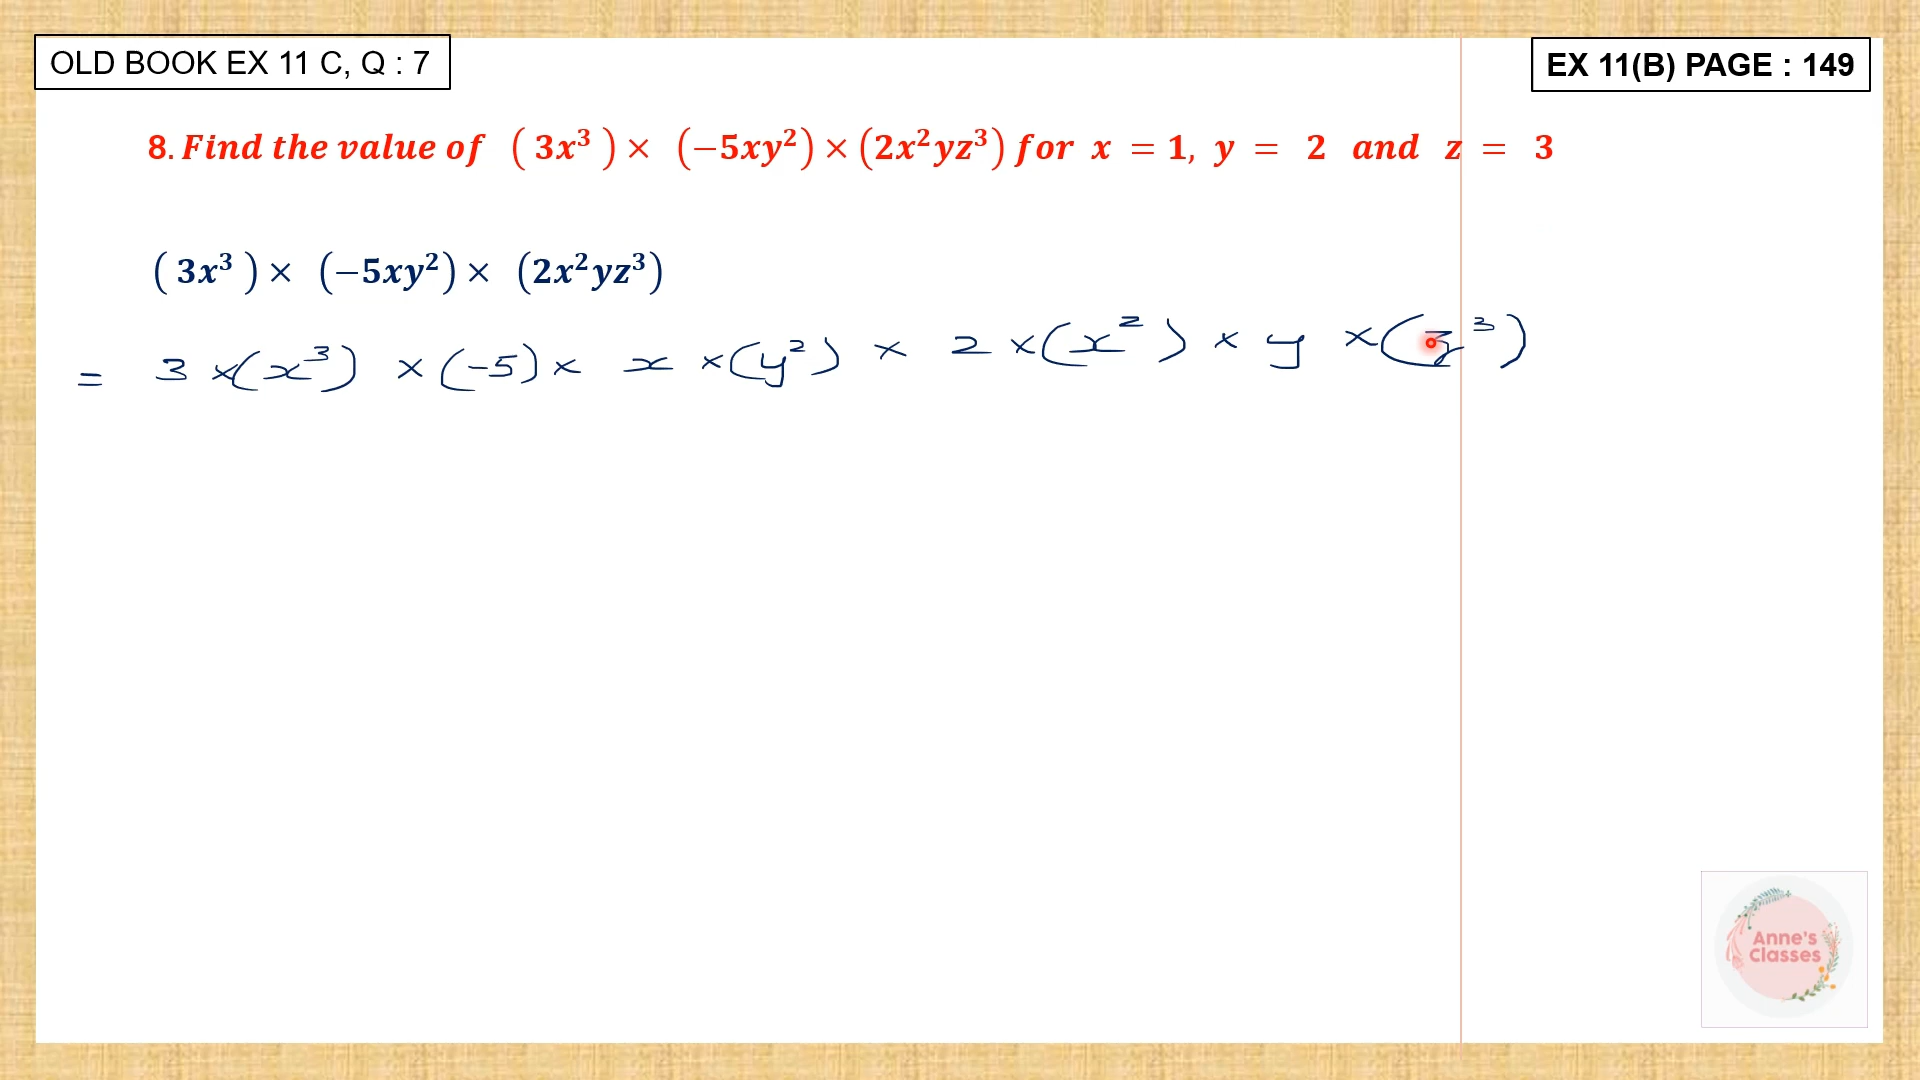 OLD BOOK EX 11 C, Q : 7
EX 11(B) PAGE : 149
8. Find the value of ( 3x³ ) × (−5xy²) × (2x²yz³) for x = 1, y = 2 and z = 3
( 3x³ ) × (−5xy²) × (2x²yz³)
= 3 × (x³) × (-5) × x × (y²) × 2 × (x²) × y × (z³)
Anne's
Classes